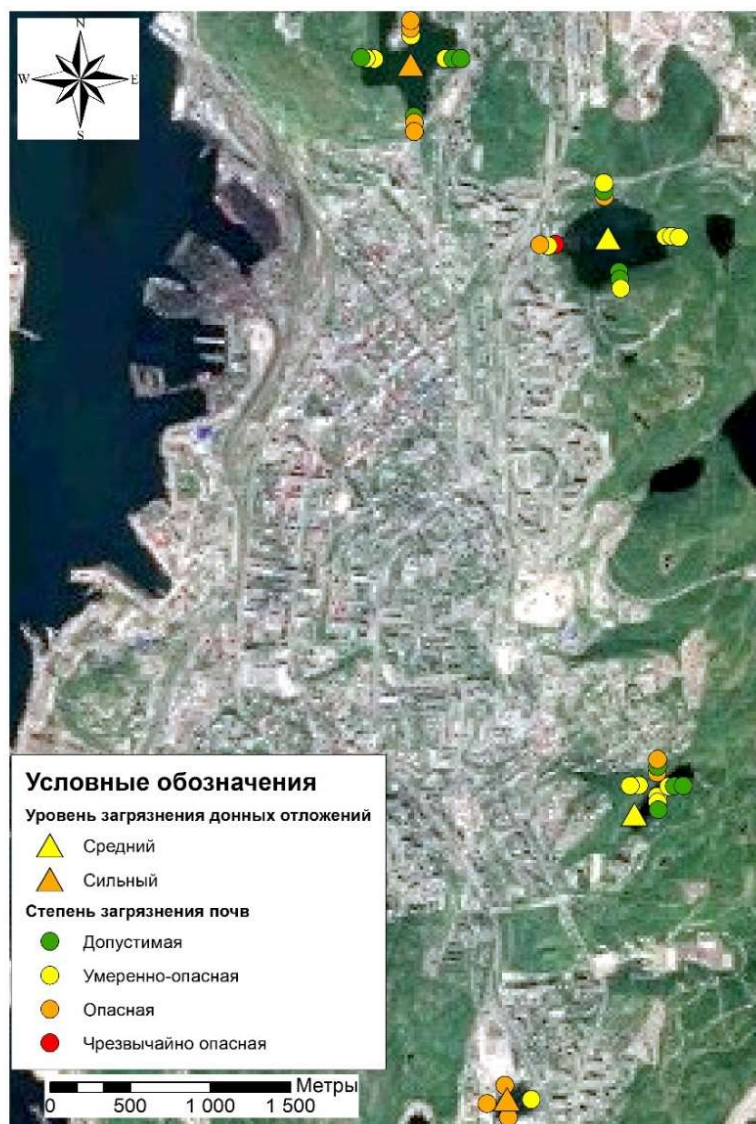 N
W E
S
Условные обозначения
Уровень загрязнения донных отложений
Средний
Сильный
Степень загрязнения почв
Допустимая
Умеренно-опасная
Опасная
Чрезвычайно опасная
Метры
0 500 1 000 1 500